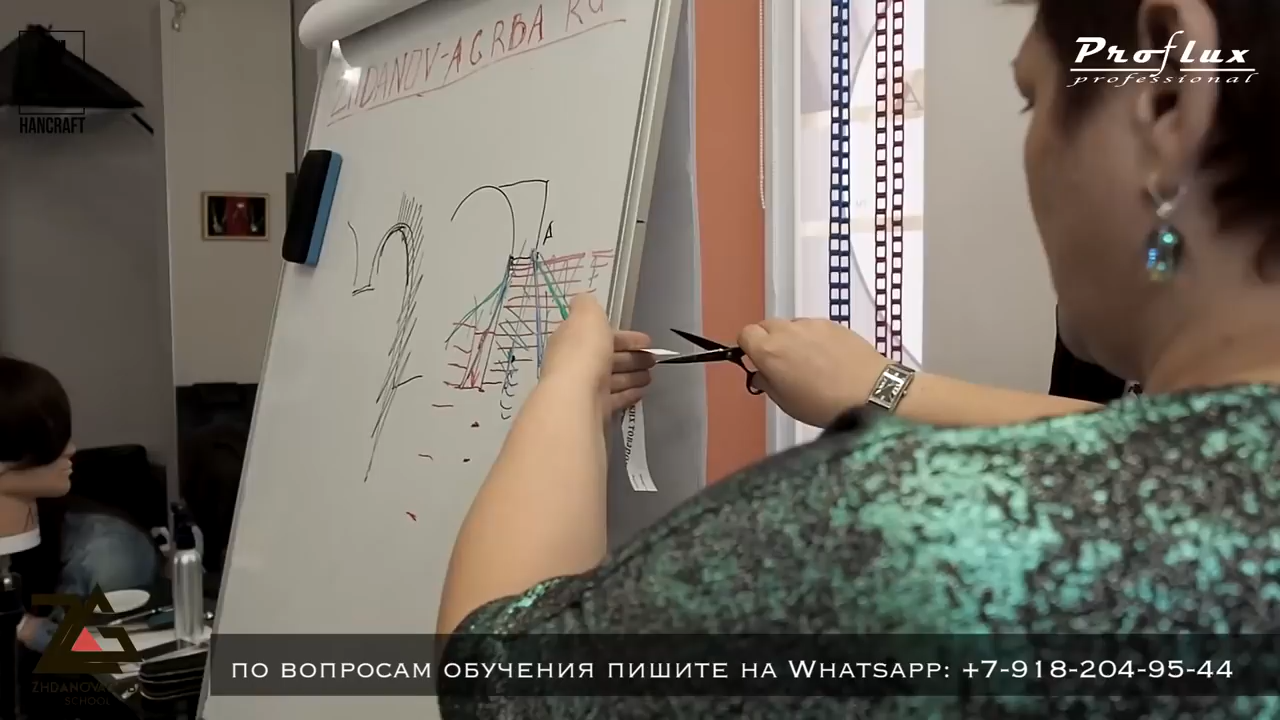 ZHDANOV-AGRBA RU
Proflux
professional
HANCRAFT
A
ZHDANOVA
SCHOOL
по вопросам обучения пишите на Whatsapp: +7-918-204-95-44